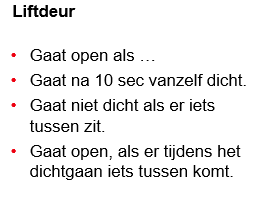 Liftdeur
• Gaat open als …
• Gaat na 10 sec vanzelf dicht.
• Gaat niet dicht als er iets
tussen zit.
• Gaat open, als er tijdens het
dichtgaan iets tussen komt.